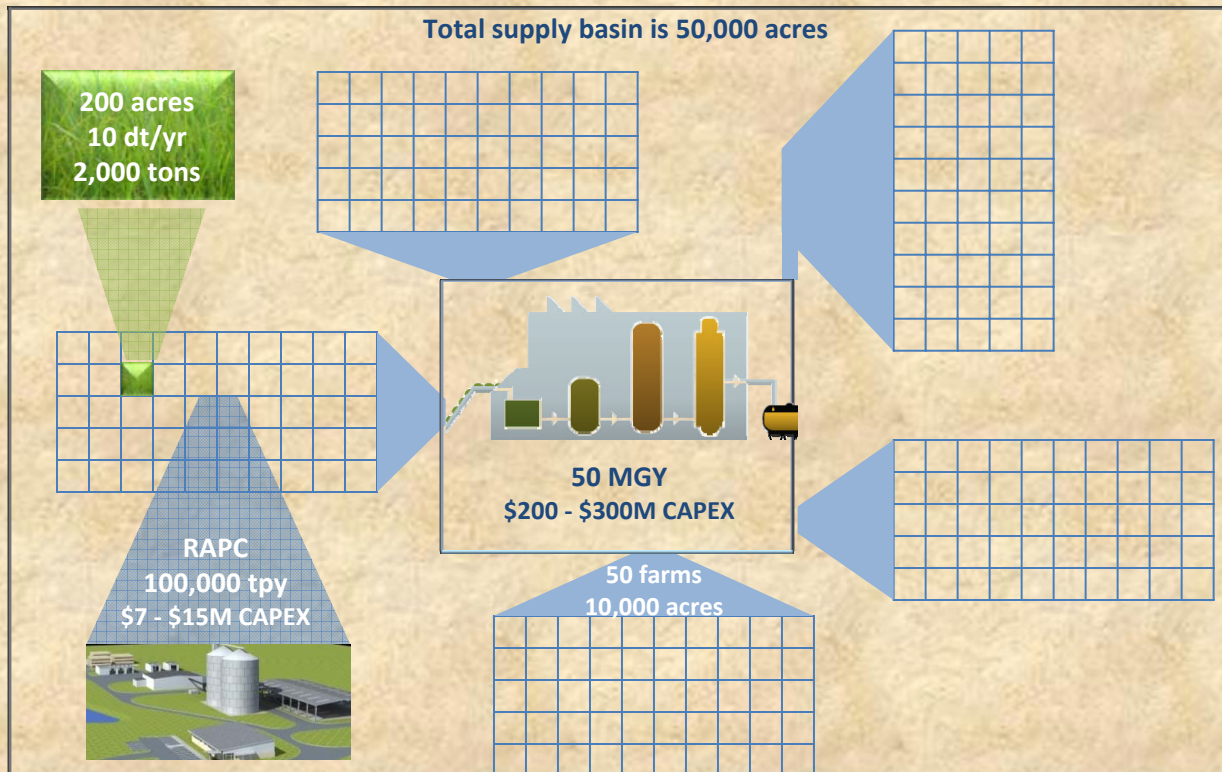 Total supply basin is 50,000 acres
200 acres
10 dt/yr
2,000 tons
50 MGY
$200 - $300M CAPEX
RAPC
100,000 tpy
$7 - $15M CAPEX
50 farms
10,000 acres